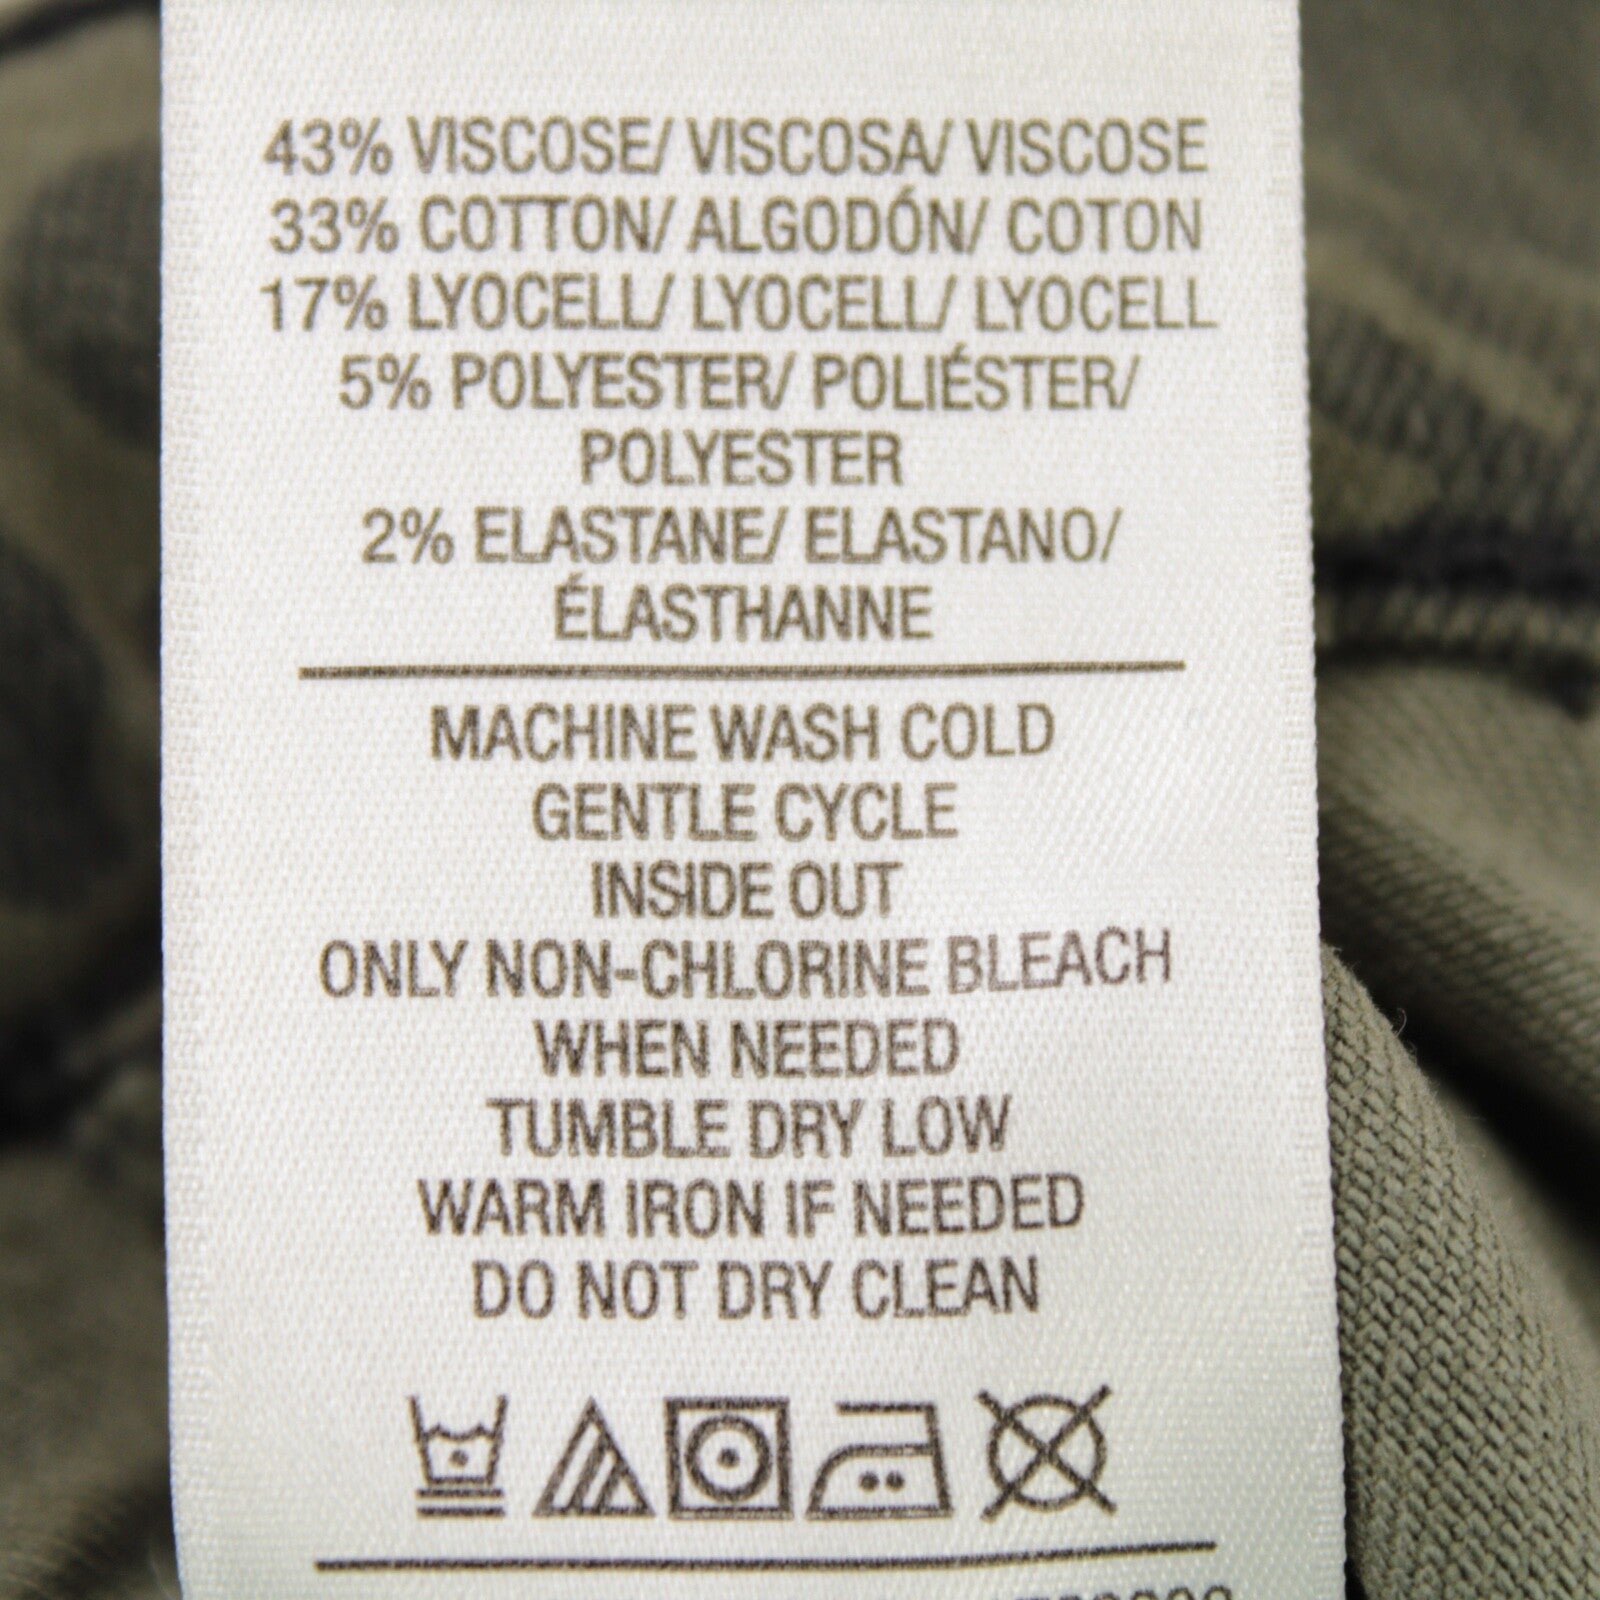 43% VISCOSE/ VISCOSA/ VISCOSE
33% COTTON/ ALGODÓN/ COTON
17% LYOCELL/ LYOCELL/ LYOCELL
5% POLYESTER/ POLIÉSTER/
POLYESTER
2% ELASTANE/ ELASTANO/
ÉLASTHANNE
MACHINE WASH COLD
GENTLE CYCLE
INSIDE OUT
ONLY NON-CHLORINE BLEACH
WHEN NEEDED
TUMBLE DRY LOW
WARM IRON IF NEEDED
DO NOT DRY CLEAN